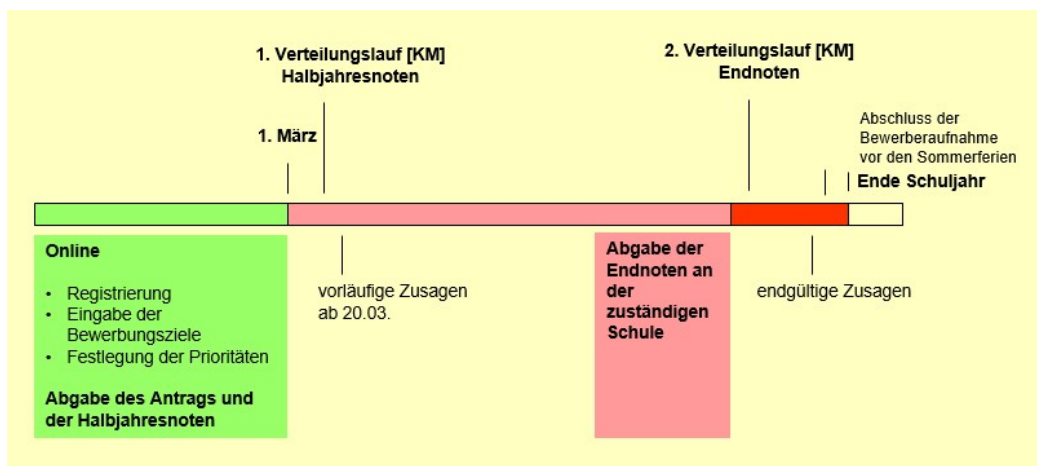 1. Verteilungslauf [KM]
Halbjahresnoten
2. Verteilungslauf [KM]
Endnoten
1. März
Abschluss der
Bewerberaufnahme
vor den Sommerferien
Ende Schuljahr
Online
• Registrierung
• Eingabe der
Bewerbungsziele
• Festlegung der Prioritäten
Abgabe des Antrags und
der Halbjahresnoten
vorläufige Zusagen
ab 20.03.
Abgabe der
Endnoten an
der
zuständigen
Schule
endgültige Zusagen